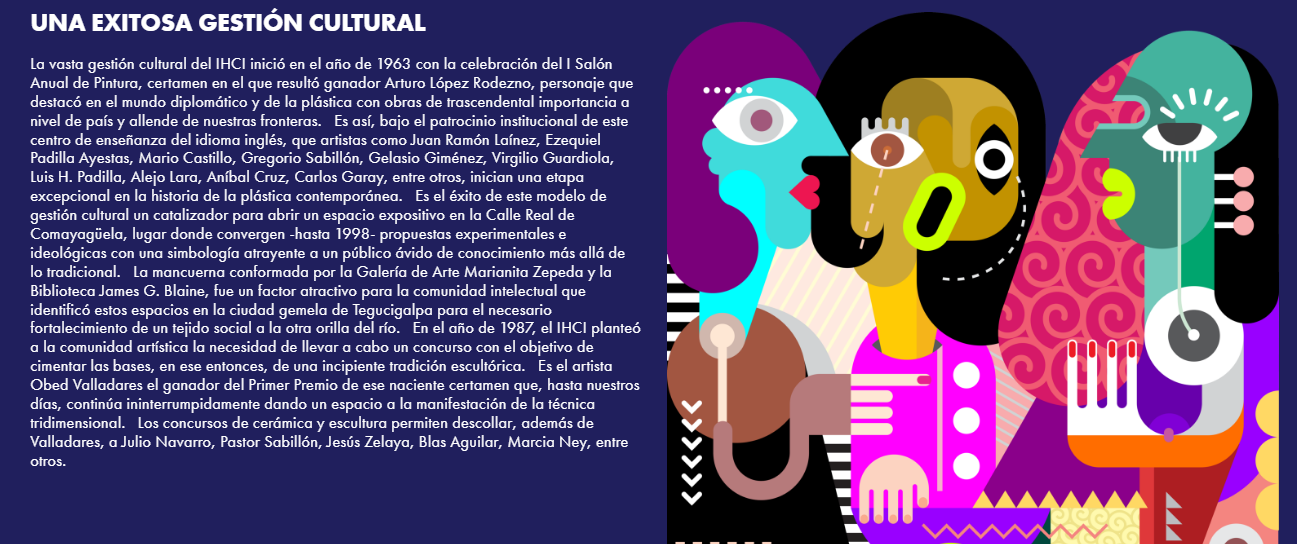 UNA EXITOSA GESTIÓN CULTURAL
La vasta gestión cultural del IHCI inició en el año de 1963 con la celebración del I Salón
Anual de Pintura, certamen en el que resultó ganador Arturo López Rodezno, personaje que
destacó en el mundo diplomático y de la plástica con obras de trascendental importancia a
nivel de país y allende de nuestras fronteras.   Es así, bajo el patrocinio institucional de este
centro de enseñanza del idioma inglés, que artistas como Juan Ramón Laínez, Ezequiel
Padilla Ayestas, Mario Castillo, Gregorio Sabillón, Gelasio Giménez, Virgilio Guardiola,
Luis H. Padilla, Alejo Lara, Aníbal Cruz, Carlos Garay, entre otros, inician una etapa
excepcional en la historia de la plástica contemporánea.   Es el éxito de este modelo de
gestión cultural un catalizador para abrir un espacio expositivo en la Calle Real de
Comayagüela, lugar donde convergen -hasta 1998- propuestas experimentales e
ideológicas con una simbología atrayente a un público ávido de conocimiento más allá de
lo tradicional.   La mancuerna conformada por la Galería de Arte Marianita Zepeda y la
Biblioteca James G. Blaine, fue un factor atractivo para la comunidad intelectual que
identificó estos espacios en la ciudad gemela de Tegucigalpa para el necesario
fortalecimiento de un tejido social a la otra orilla del río.   En el año de 1987, el IHCI planteó
a la comunidad artística la necesidad de llevar a cabo un concurso con el objetivo de
cimentar las bases, en ese entonces, de una incipiente tradición escultórica.   Es el artista
Obed Valladares el ganador del Primer Premio de ese naciente certamen que, hasta nuestros
días, continúa ininterrumpidamente dando un espacio a la manifestación de la técnica
tridimensional.   Los concursos de cerámica y escultura permiten descollar, además de
Valladares, a Julio Navarro, Pastor Sabillón, Jesús Zelaya, Blas Aguilar, Marcia Ney, entre
otros.